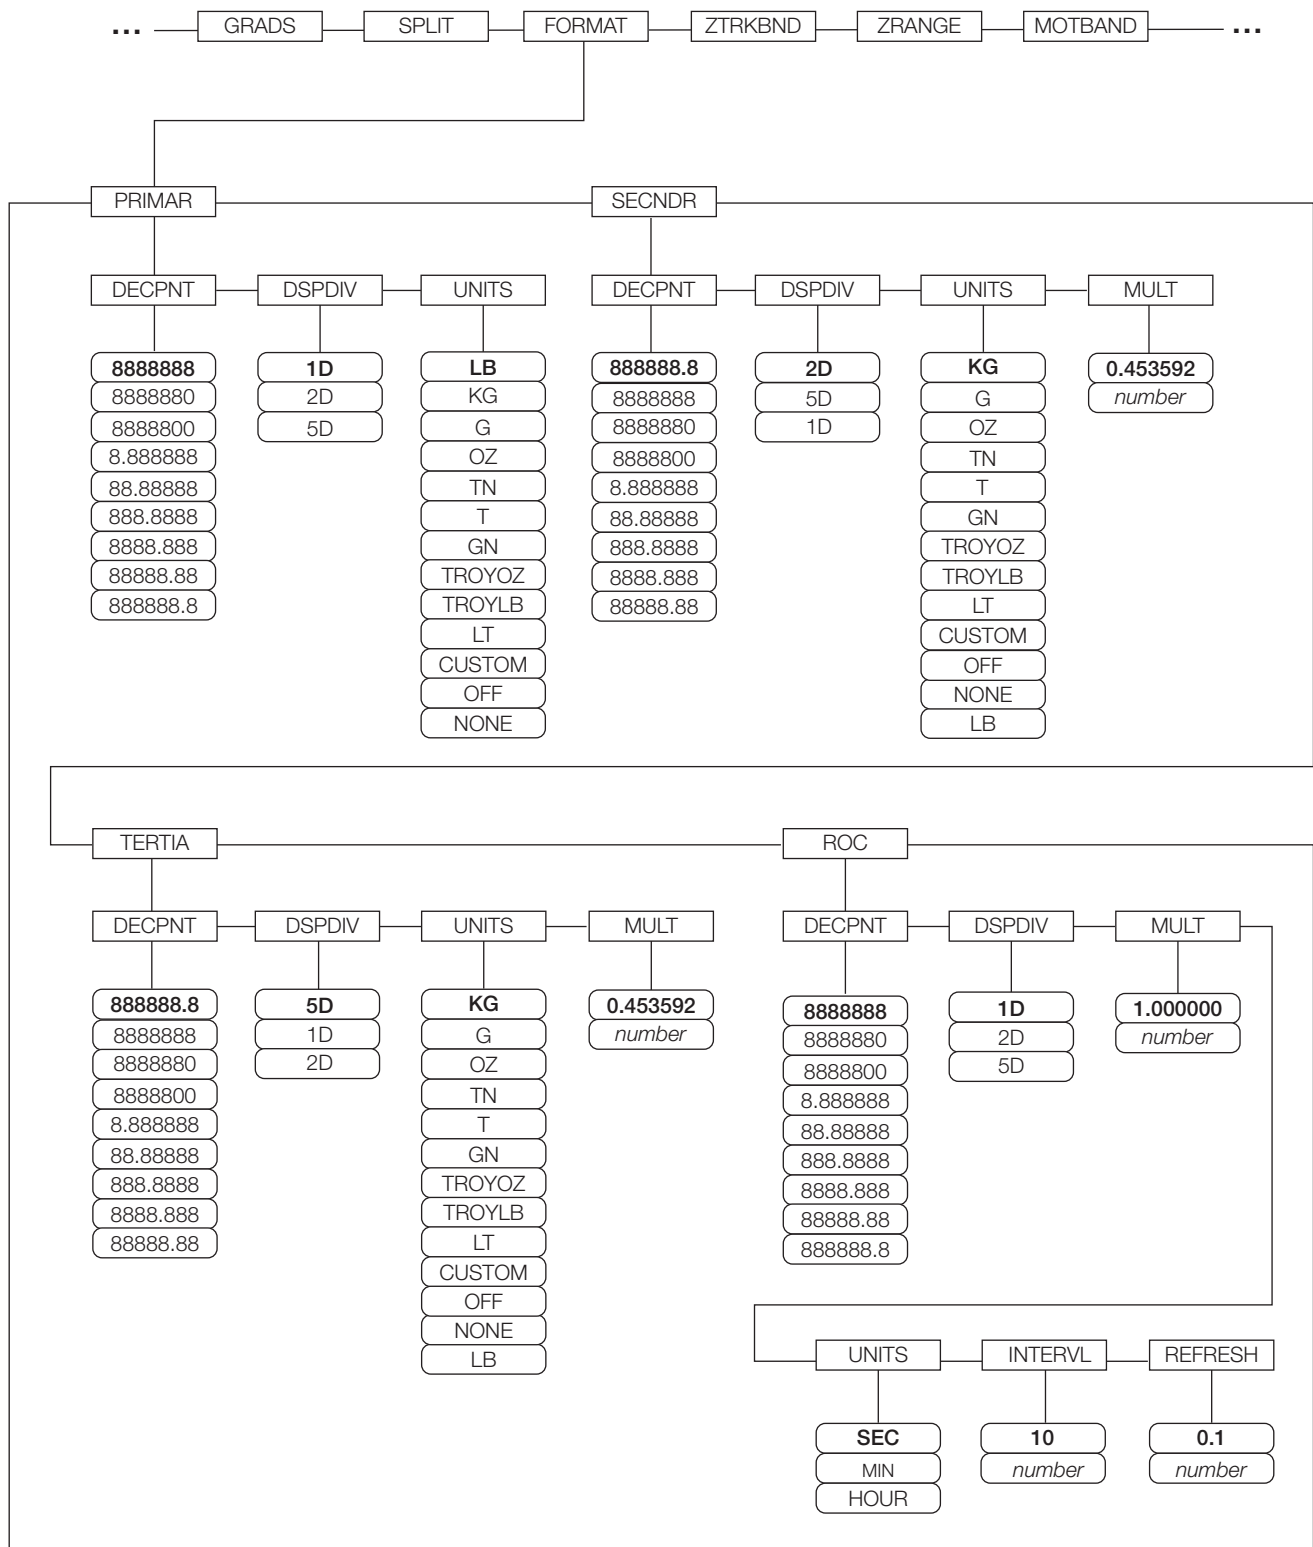 ... GRADS SPLIT FORMAT ZTRKBND ZRANGE MOTBAND ...
PRIMAR SECNDR
DECPNT DSPDIV UNITS DECPNT DSPDIV UNITS MULT
8888888 1D LB 888888.8 2D KG 0.453592
8888880 2D KG 8888888 5D G number
8888800 5D G 8888880 1D OZ
8.888888 OZ 8888800 TN
88.88888 TN 8.888888 T
888.8888 T 88.88888 GN
8888.888 GN 888.8888 TROYOZ
88888.88 TROYOZ 8888.888 TROYLB
888888.8 TROYLB 88888.88 LT
LT CUSTOM
CUSTOM OFF
OFF NONE
NONE LB
TERTIA ROC
DECPNT DSPDIV UNITS MULT DECPNT DSPDIV MULT
888888.8 5D KG 0.453592 8888888 1D 1.000000
8888888 1D G number 8888880 2D number
8888880 2D OZ 8888800 5D
8888800 TN 8.888888
8.888888 T 88.88888
88.88888 GN 888.8888
888.8888 TROYOZ 8888.888
8888.888 TROYLB 88888.88
88888.88 LT 888888.8
CUSTOM
OFF
NONE
LB
UNITS INTERVL REFRESH
SEC 10 0.1
MIN number number
HOUR